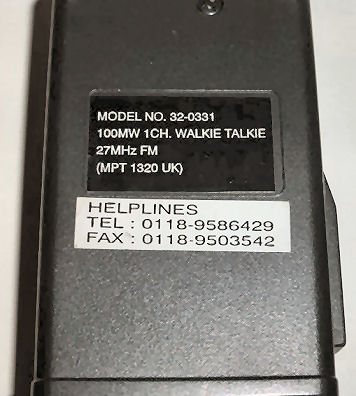 MODEL NO. 32-0331
100MW 1CH. WALKIE TALKIE
27MHz FM
(MPT 1320 UK)
HELPLINES
TEL : 0118-9586429
FAX : 0118-9503542